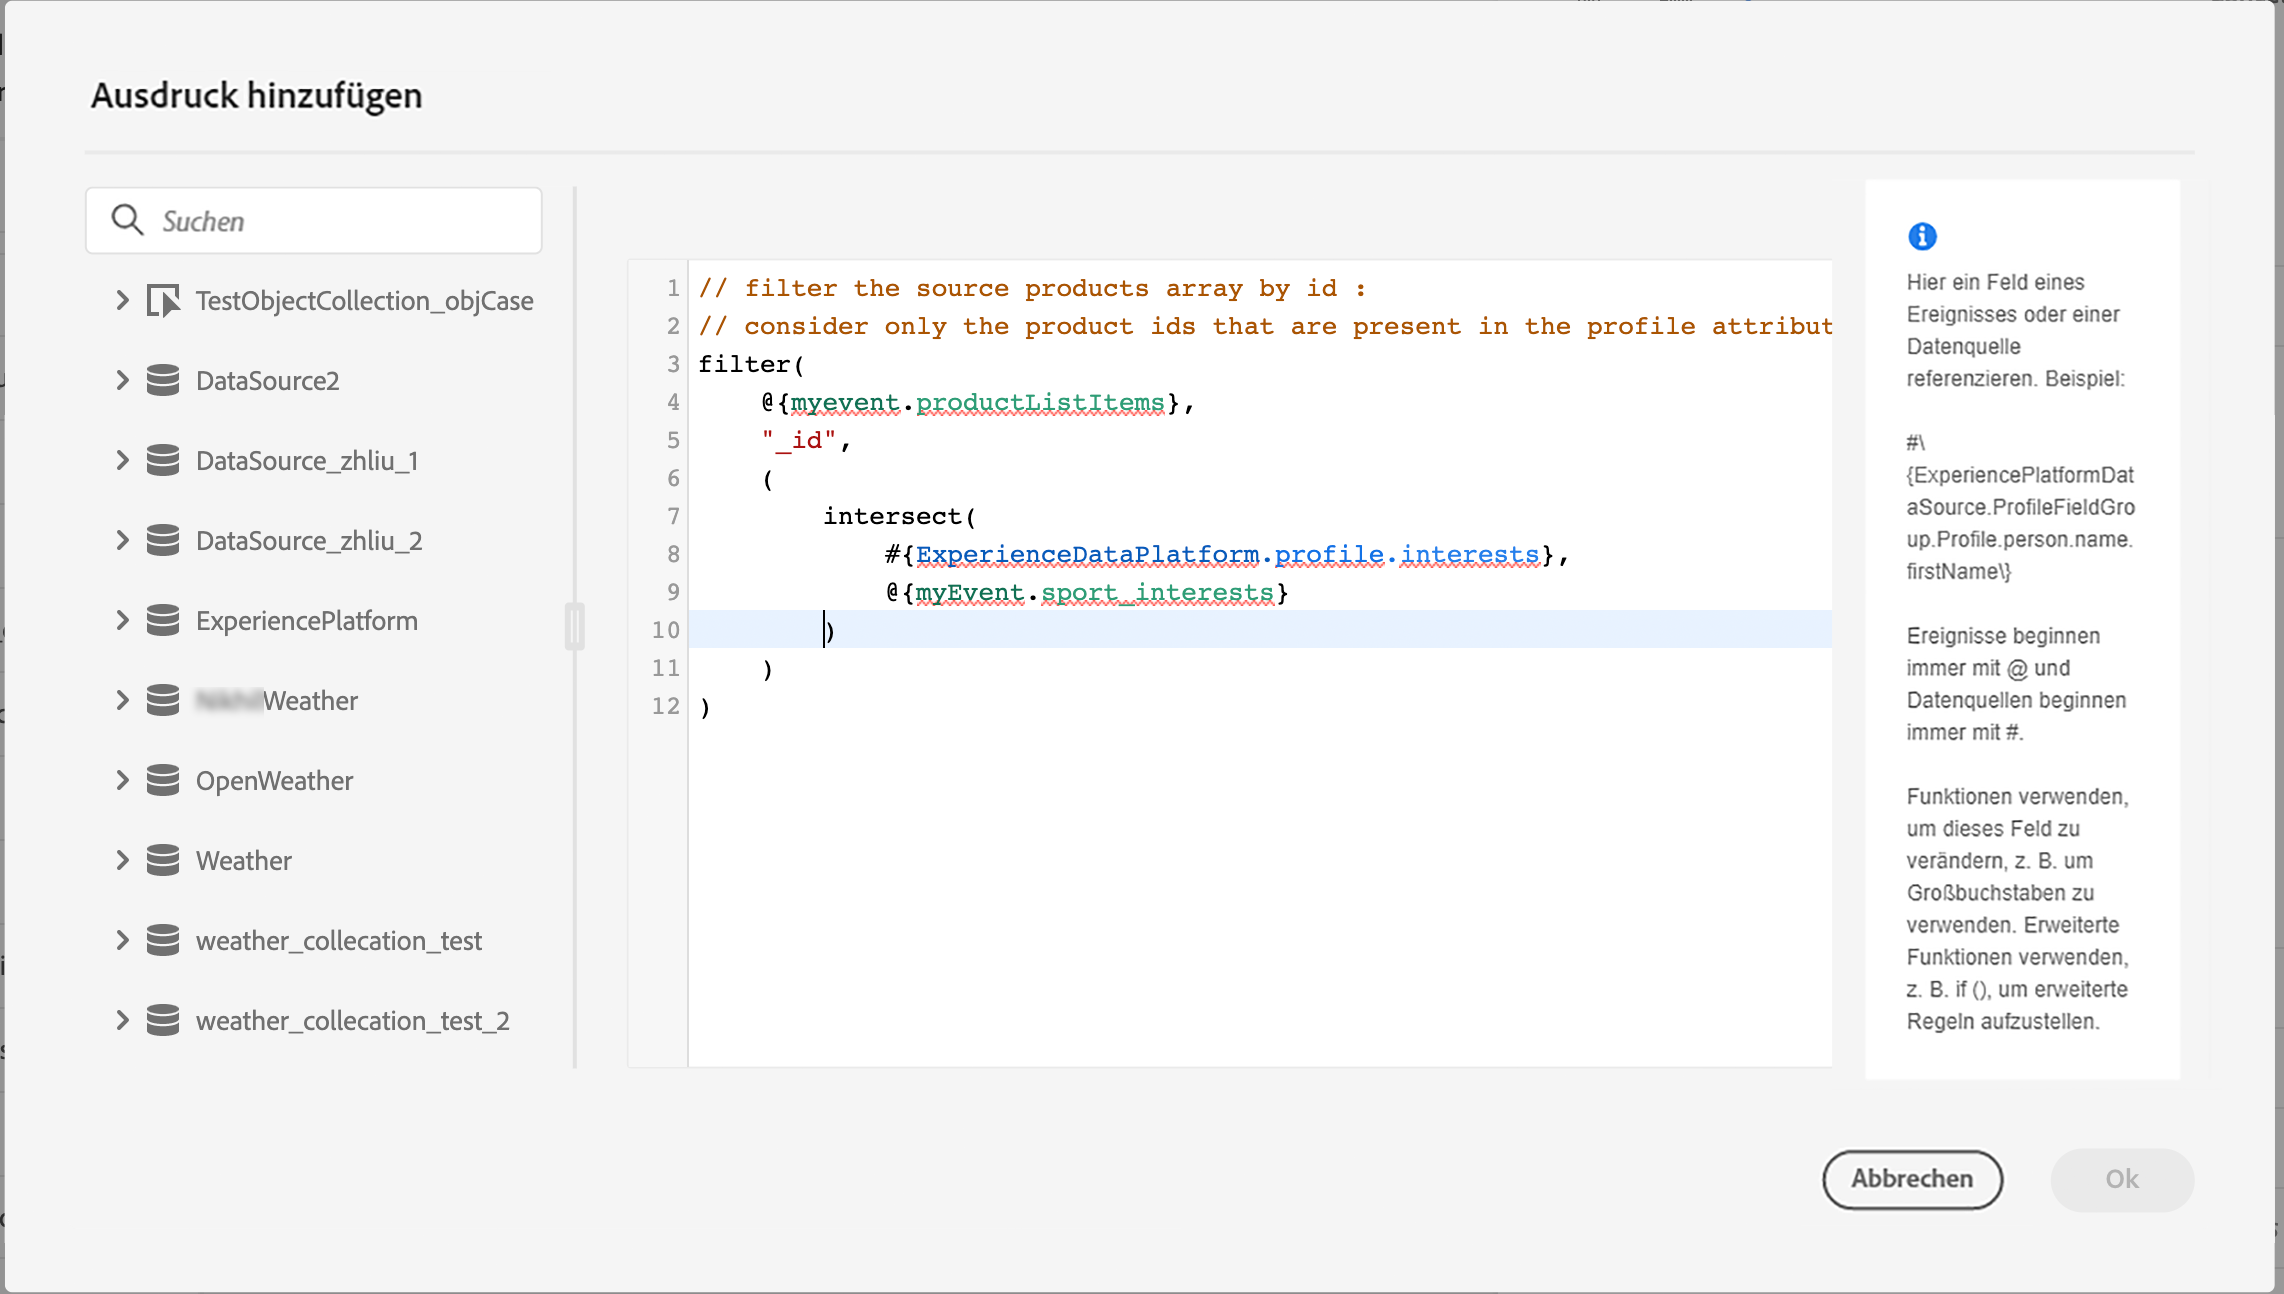 Ausdruck hinzufügen
Suchen
TestObjectCollection_objCase
DataSource2
DataSource_zhliu_1
DataSource_zhliu_2
ExperiencePlatform
Weather
OpenWeather
Weather
weather_collecation_test
weather_collecation_test_2
1 // filter the source products array by id :
2 // consider only the product ids that are present in the profile attribut
3 filter(
4 @{myevent.productListItems},
5 "_id",
6 (
7 intersect(
8 #{ExperienceDataPlatform.profile.interests},
9 @{myEvent.sport_interests}
10 )
11 )
12 )
Hier ein Feld eines
Ereignisses oder einer
Datenquelle
referenzieren. Beispiel:
#\
{ExperiencePlatformDat
aSource.ProfileFieldGro
up.Profile.person.name.
firstName\}
Ereignisse beginnen
immer mit @ und
Datenquellen beginnen
immer mit #.
Funktionen verwenden,
um dieses Feld zu
verändern, z. B. um
Großbuchstaben zu
verwenden. Erweiterte
Funktionen verwenden,
z. B. if (), um erweiterte
Regeln aufzustellen.
Abbrechen
Ok